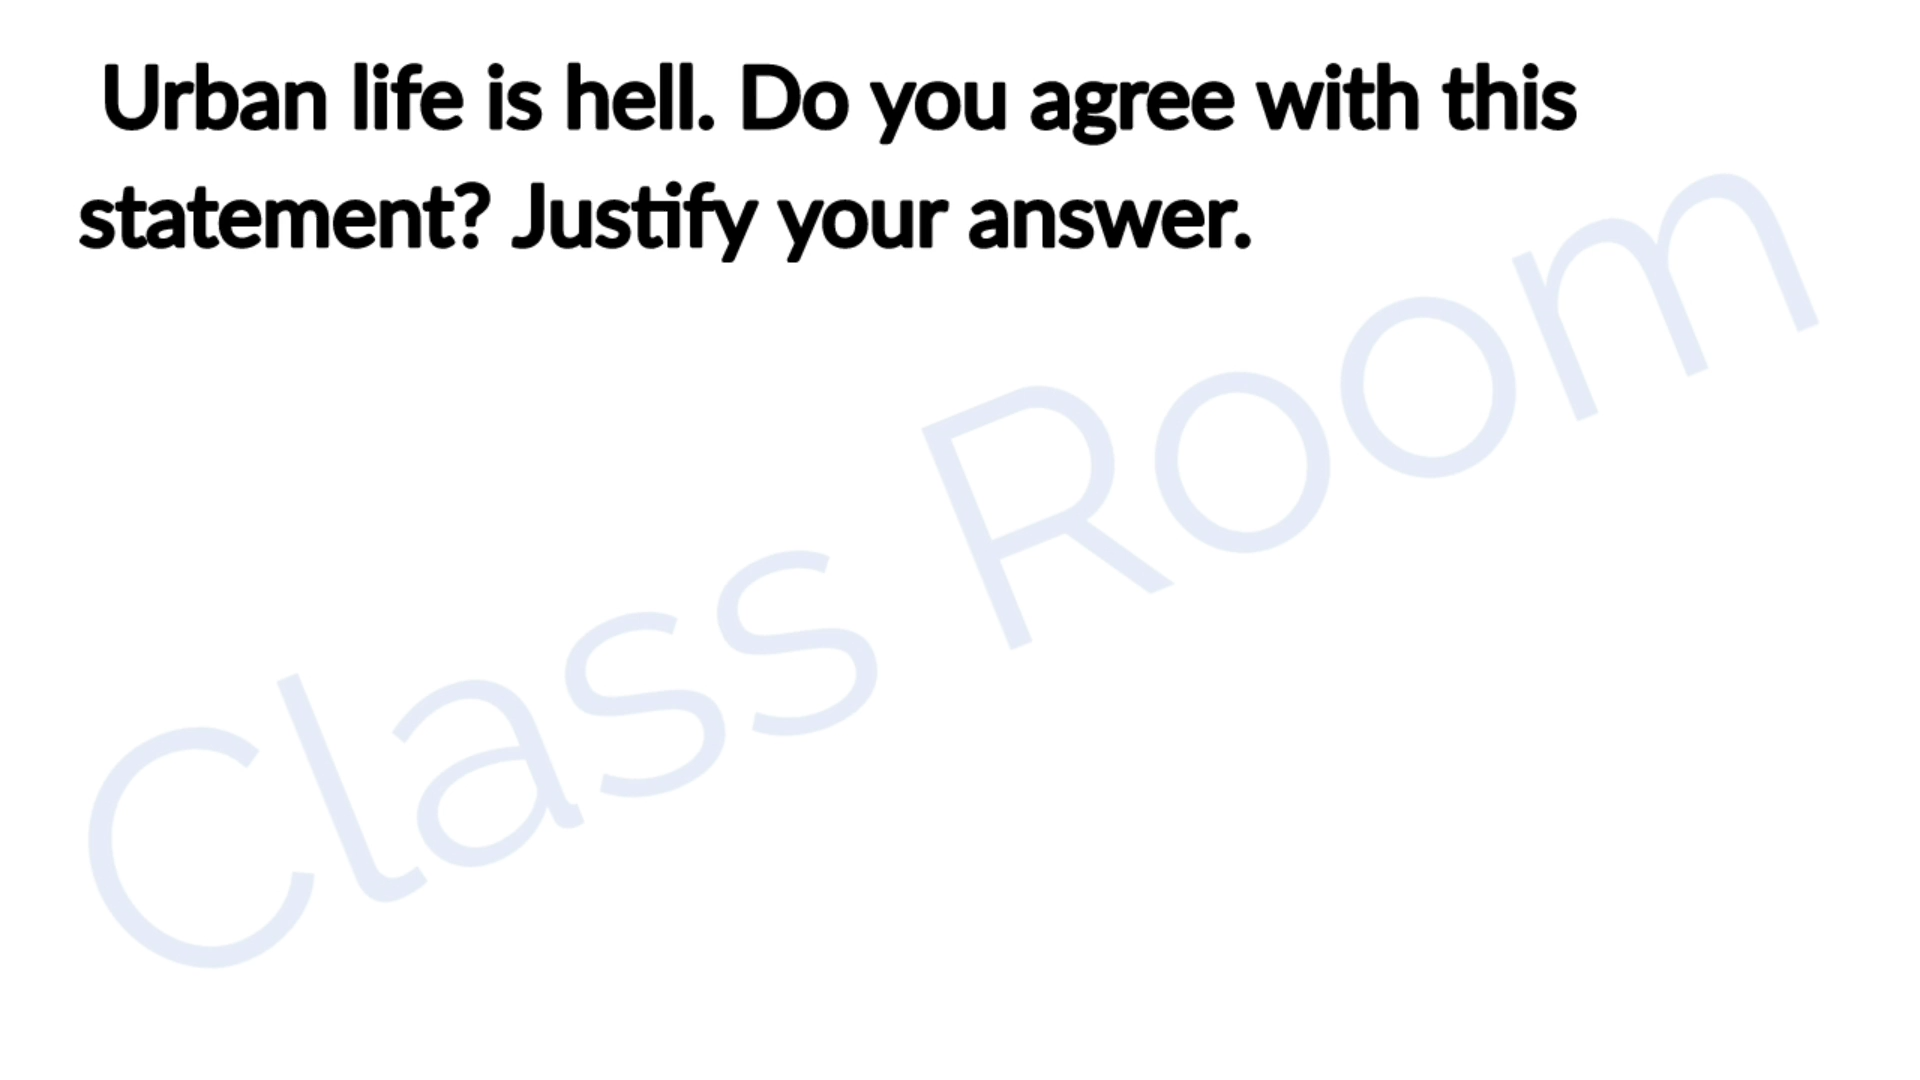 Urban life is hell. Do you agree with this
statement? Justify your answer.
Class Room